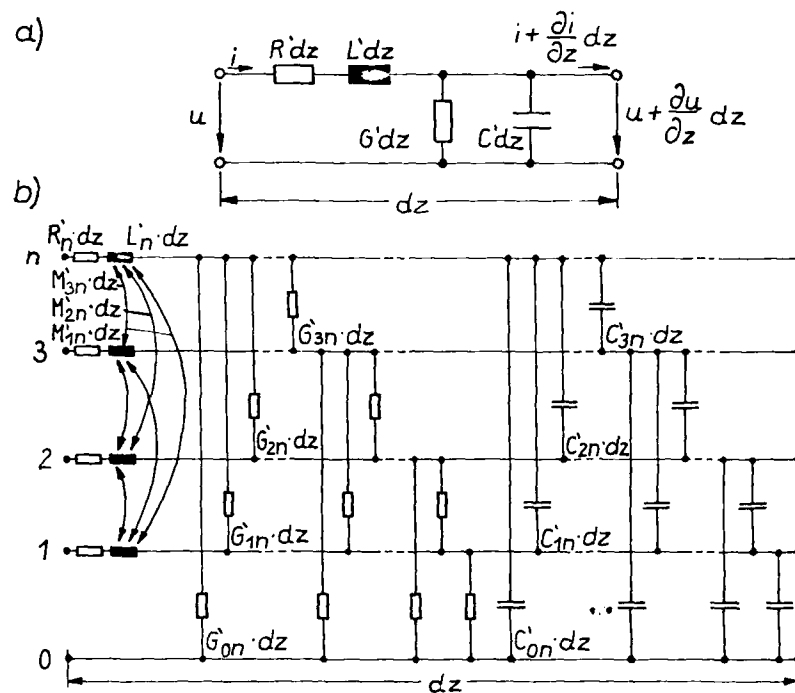 a)
i
R'dz
L'dz
i + ∂i/∂z dz
u
G'dz
C'dz
u + ∂u/∂z dz
dz
b)
R'n·dz
L'n·dz
n
M'3n·dz
M'2n·dz
M'1n·dz
3
G'3n·dz
C'3n·dz
2
G'2n·dz
C'2n·dz
1
G'1n·dz
C'1n·dz
0
G'0n·dz
C'0n·dz
dz